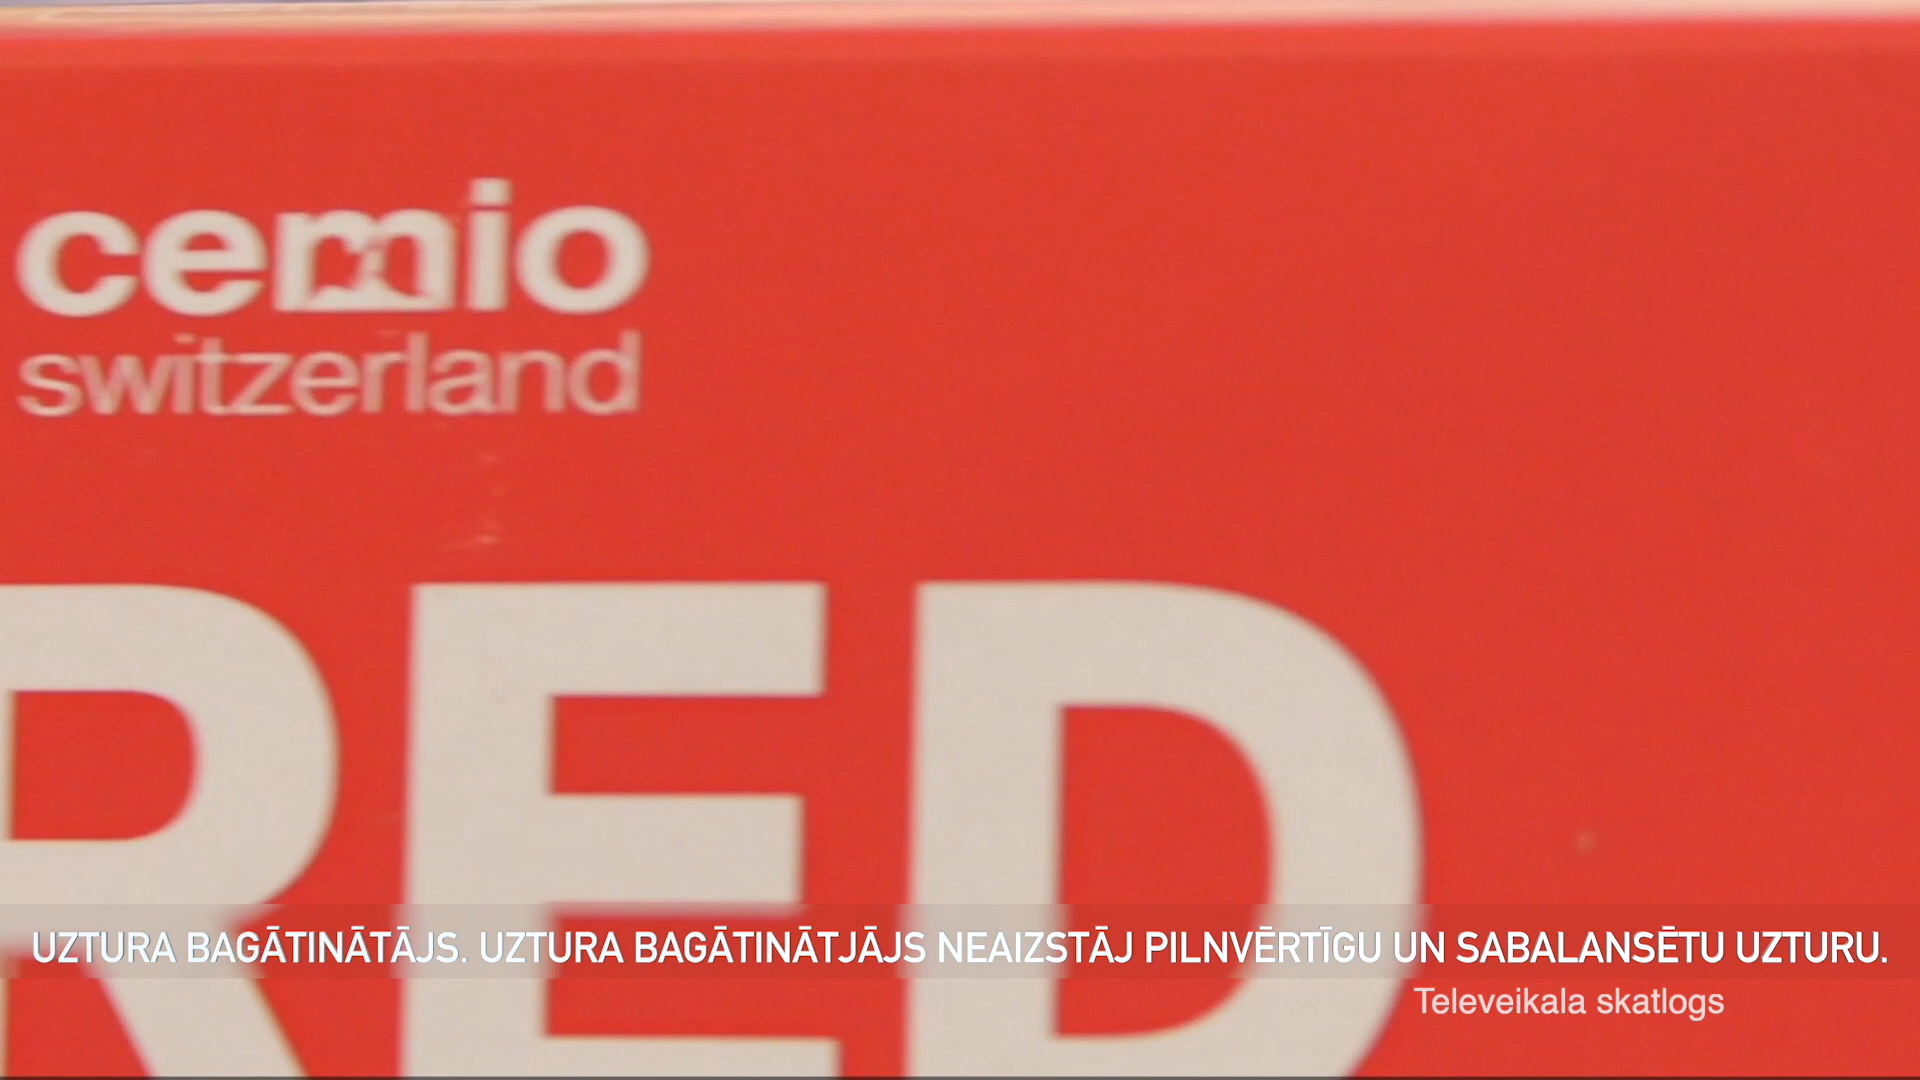 cemio
switzerland
RED
UZTURA BAGĀTINĀTĀJS. UZTURA BAGĀTINĀTJĀJS NEAIZSTĀJ PILNVĒRTĪGU UN SABALANSĒTU UZTURU.
Televeikala skatlogs